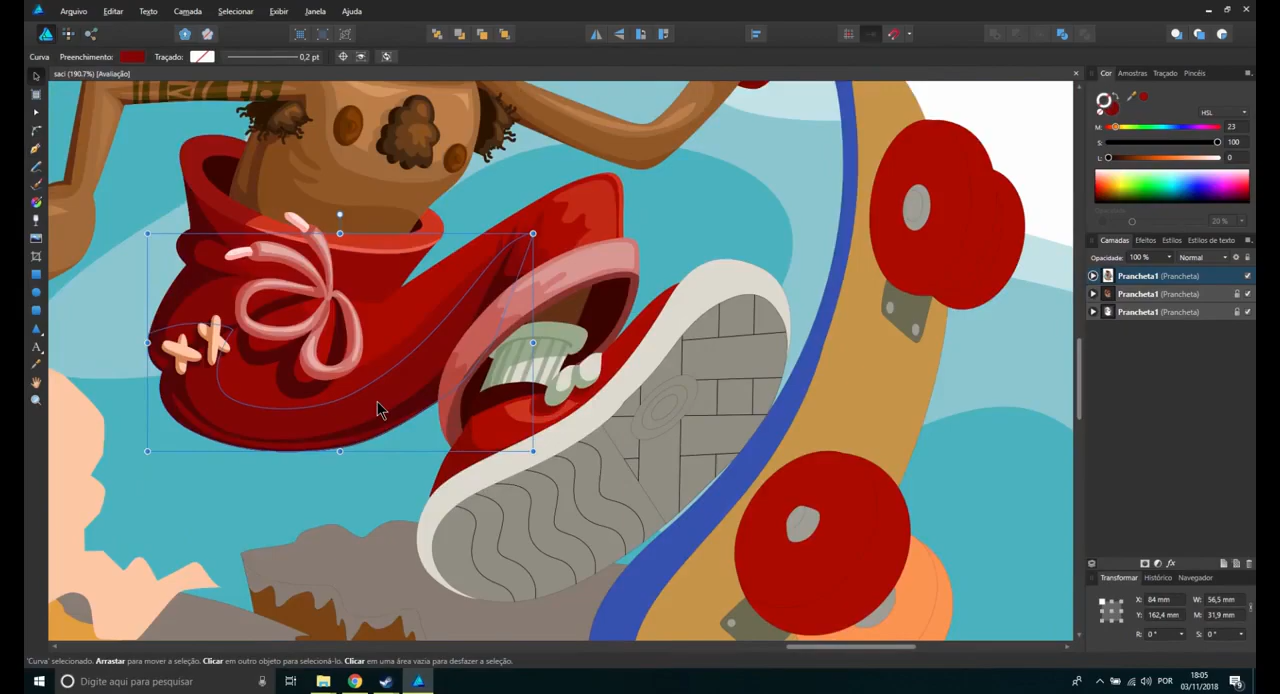 Arquivo Editar Texto Camada Selecionar Exibir Janela Ajuda
Curva Preenchimento: Traçado: 0,2 pt
saci (190.7%) [Avaliação]
Cor Amostras Traçado Pincéis
HSL
M: 23
S: 100
L: 0
Opacidade 20 %
Camadas Efeitos Estilos Estilos de texto
Opacidade: 100 % Normal
Prancheta1 (Prancheta)
Prancheta1 (Prancheta)
Prancheta1 (Prancheta)
Transformar Histórico Navegador
X: 84 mm W: 56,5 mm
Y: 162,4 mm M: 31,9 mm
R: 0 ° S: 0 °
'Curva' selecionado. Arrastar para mover a seleção. Clicar em outro objeto para selecioná-lo. Clicar em uma área vazia para desfazer a seleção.
Digite aqui para pesquisar
POR
18:05
03/11/2018